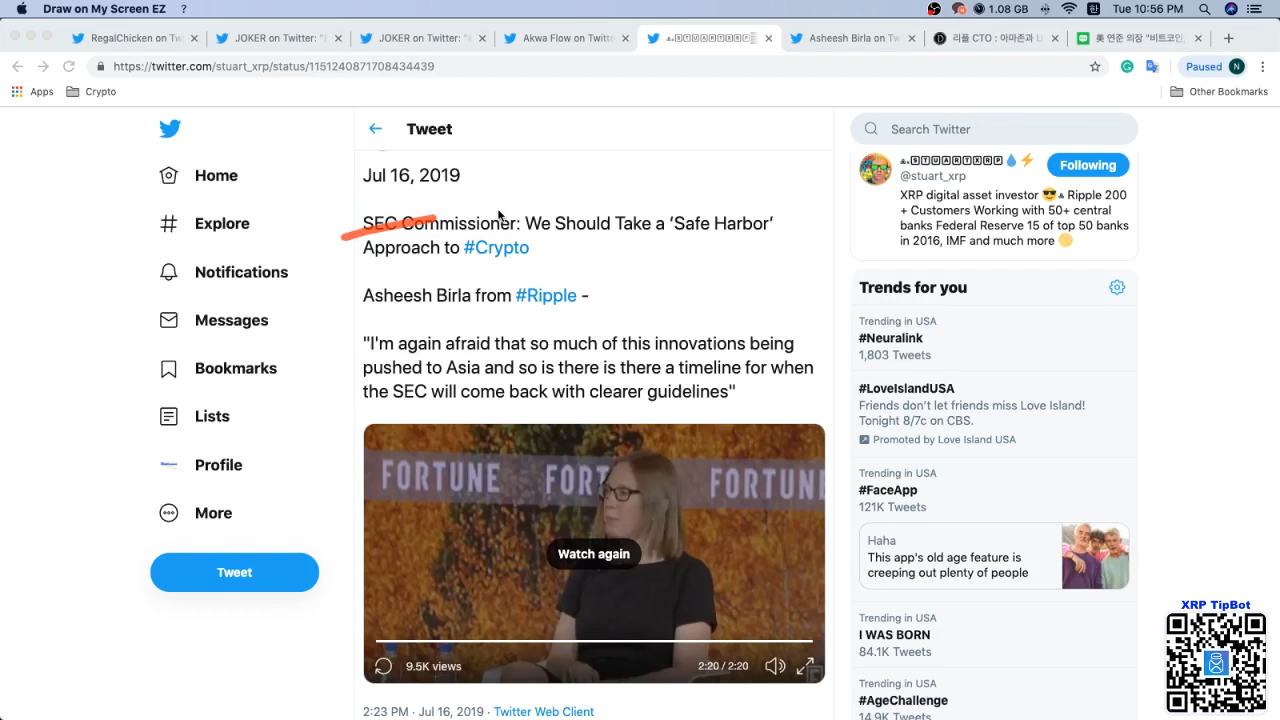 Draw on My Screen EZ ?
1.08 GB 한 Tue 10:56 PM
RegalChicken on Tw
JOKER on Twitter: "
JOKER on Twitter: "
Akwa Flow on Twitte
🅂🅃🅄🄰🅁🅃🅇🅁🄿
Asheesh Birla on Tw
리플 CTO : 아마존과
美 연준 의장 "비트코인,
https://twitter.com/stuart_xrp/status/1151240871708434439
Paused N
Apps
Crypto
Other Bookmarks
Home
Explore
Notifications
Messages
Bookmarks
Lists
Profile
More
Tweet
Tweet
Jul 16, 2019
SEC Commissioner: We Should Take a ‘Safe Harbor’
Approach to #Crypto
Asheesh Birla from #Ripple -
"I'm again afraid that so much of this innovations being
pushed to Asia and so is there is there a timeline for when
the SEC will come back with clearer guidelines"
FORTUNE FORT FORTUN
Watch again
9.5K views
2:20 / 2:20
2:23 PM · Jul 16, 2019 · Twitter Web Client
Search Twitter
🅂🅃🅄🄰🅁🅃🅇🅁🄿💧⚡
@stuart_xrp
Following
XRP digital asset investor 😎 Ripple 200
+ Customers Working with 50+ central
banks Federal Reserve 15 of top 50 banks
in 2016, IMF and much more 🌕
Trends for you
Trending in USA
#Neuralink
1,803 Tweets
#LoveIslandUSA
Friends don't let friends miss Love Island!
Tonight 8/7c on CBS.
Promoted by Love Island USA
Trending in USA
#FaceApp
121K Tweets
Haha
This app's old age feature is
creeping out plenty of people
Trending in USA
I WAS BORN
84.1K Tweets
Trending in USA
#AgeChallenge
14.9K Tweets
XRP TipBot